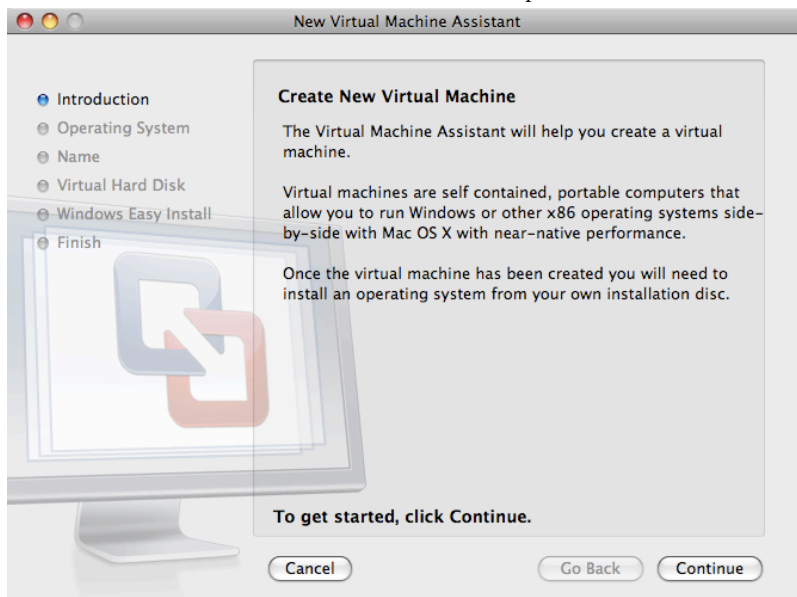 New Virtual Machine Assistant
Introduction
Operating System
Name
Virtual Hard Disk
Windows Easy Install
Finish
Create New Virtual Machine
The Virtual Machine Assistant will help you create a virtual
machine.
Virtual machines are self contained, portable computers that
allow you to run Windows or other x86 operating systems side-
by-side with Mac OS X with near-native performance.
Once the virtual machine has been created you will need to
install an operating system from your own installation disc.
To get started, click Continue.
Cancel
Go Back
Continue